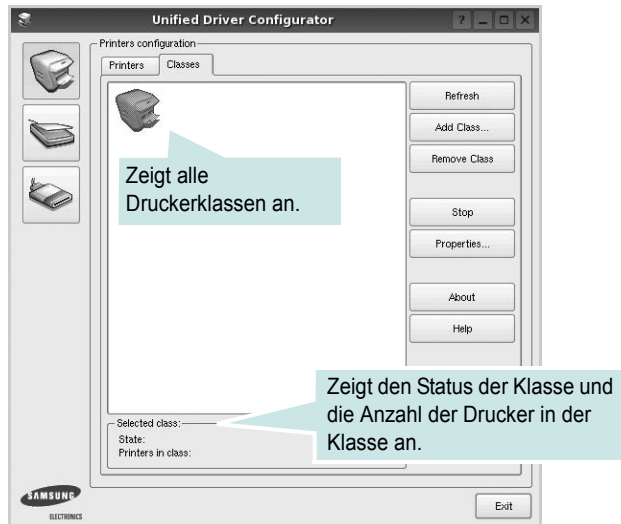 Unified Driver Configurator
Printers configuration
Printers Classes
Refresh
Add Class...
Remove Class
Zeigt alle
Druckerklassen an.
Stop
Properties...
About
Help
Zeigt den Status der Klasse und
die Anzahl der Drucker in der
Klasse an.
Selected class:
State:
Printers in class:
SAMSUNG
ELECTRONICS
Exit